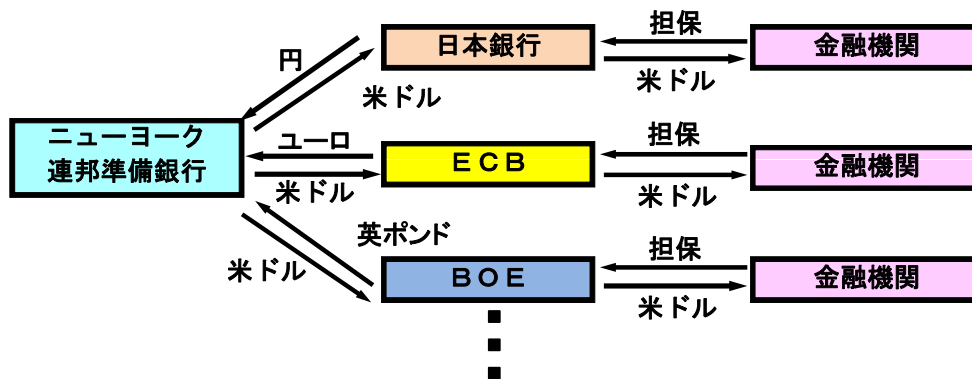 日本銀行
担保
金融機関
円
米ドル
米ドル
ニューヨーク
連邦準備銀行
ユーロ
米ドル
ＥＣＢ
担保
米ドル
金融機関
英ポンド
米ドル
ＢＯＥ
担保
米ドル
金融機関